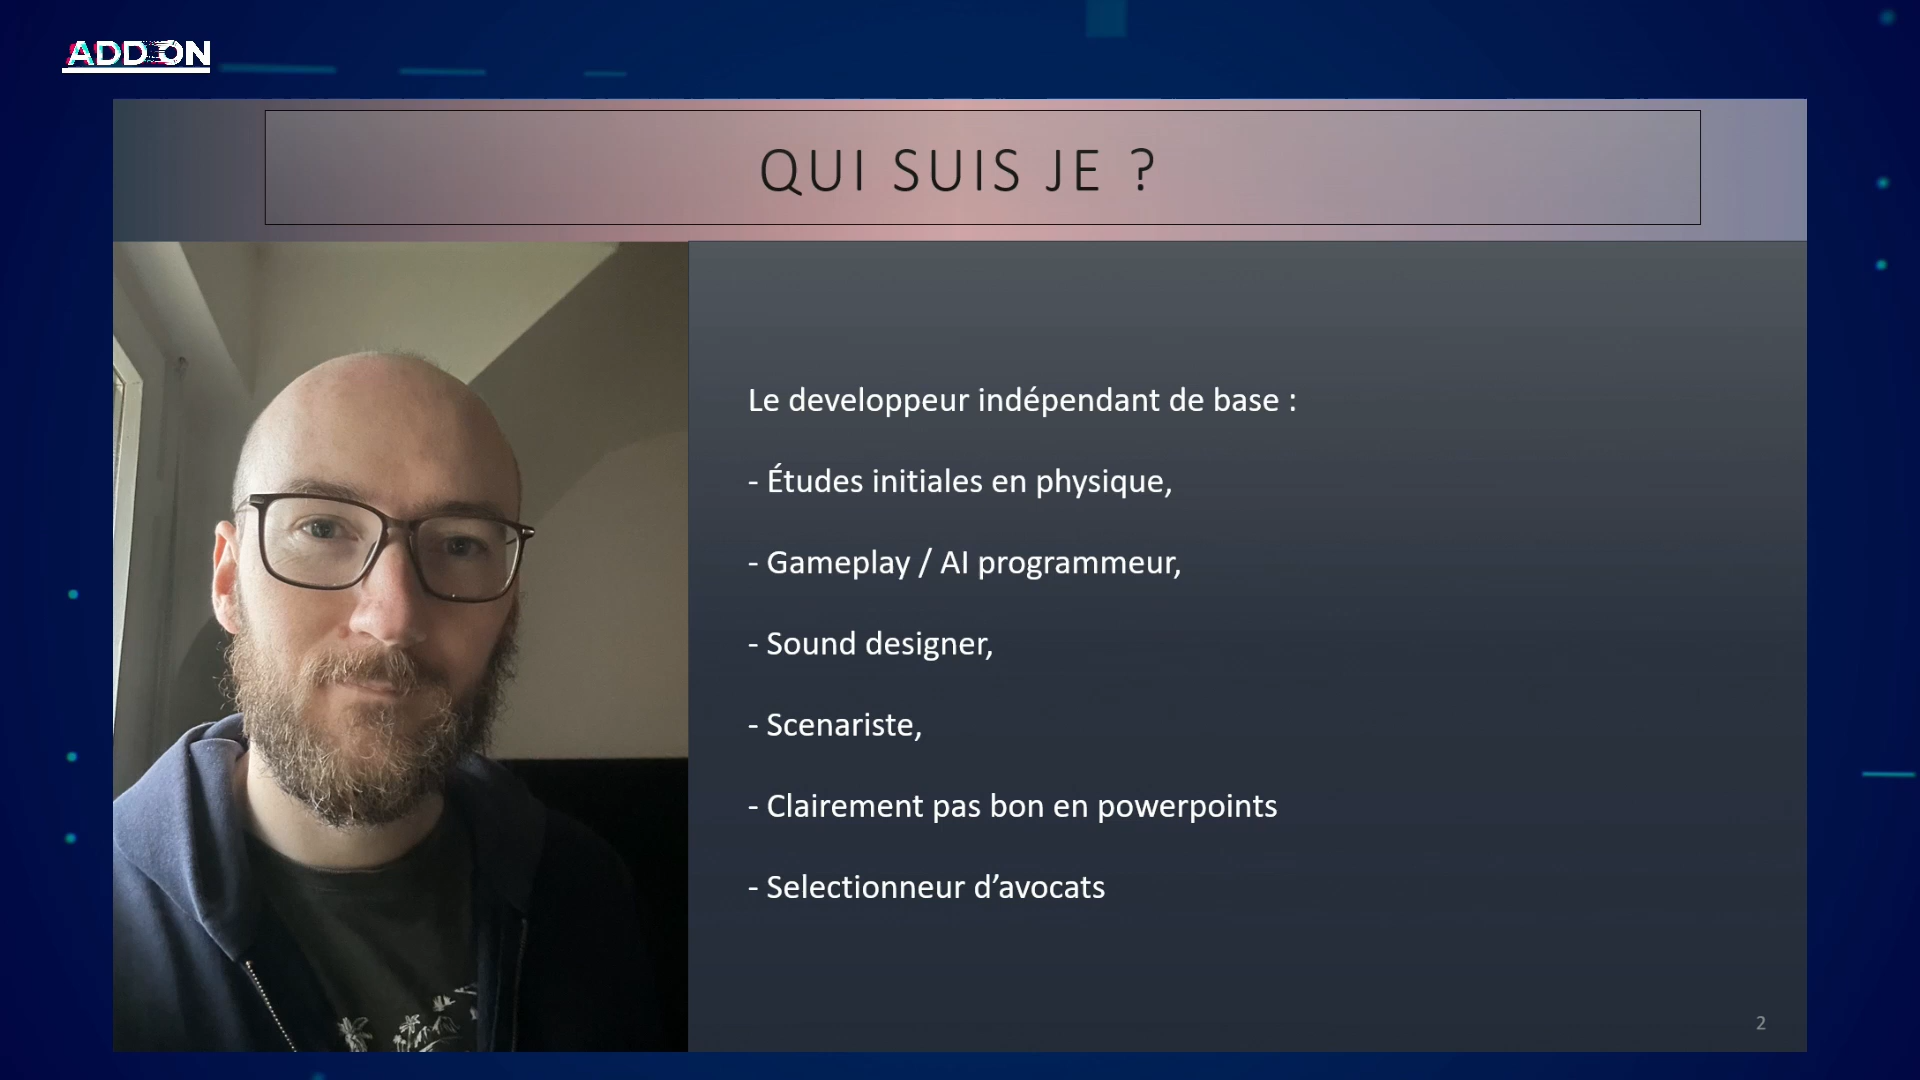 ADD ON
QUI SUIS JE ?
Le developpeur indépendant de base :
- Études initiales en physique,
- Gameplay / AI programmeur,
- Sound designer,
- Scenariste,
- Clairement pas bon en powerpoints
- Selectionneur d’avocats
2